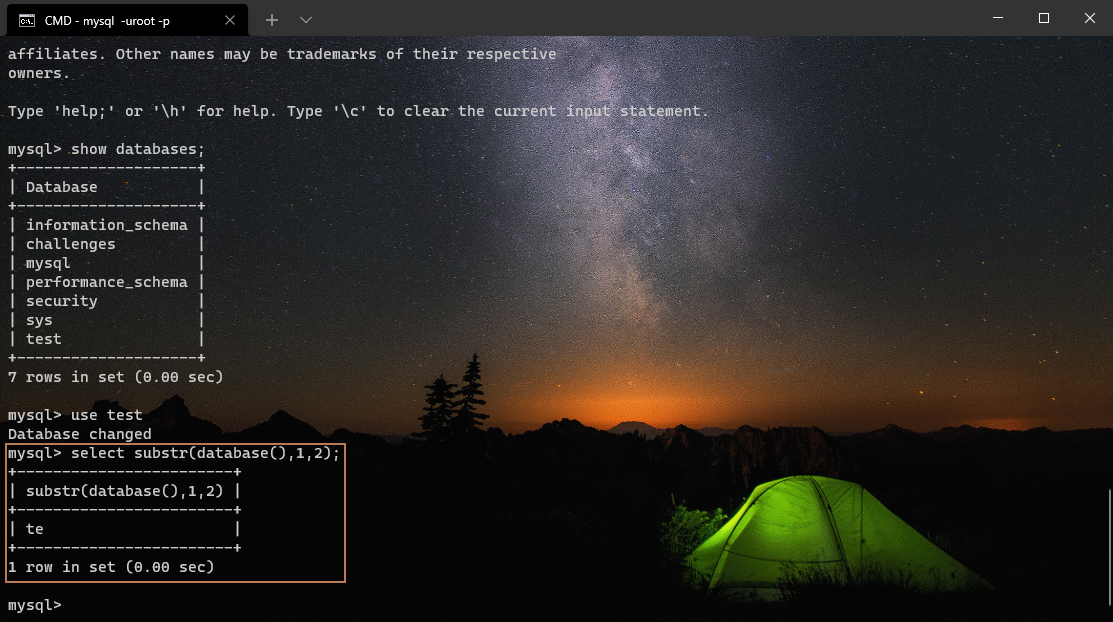 CMD - mysql -uroot -p
affiliates. Other names may be trademarks of their respective
owners.
Type 'help;' or '\h' for help. Type '\c' to clear the current input statement.
mysql> show databases;
+--------------------+
| Database           |
+--------------------+
| information_schema |
| challenges         |
| mysql              |
| performance_schema |
| security           |
| sys                |
| test               |
+--------------------+
7 rows in set (0.00 sec)
mysql> use test
Database changed
mysql> select substr(database(),1,2);
+------------------------+
| substr(database(),1,2) |
+------------------------+
| te                     |
+------------------------+
1 row in set (0.00 sec)
mysql>